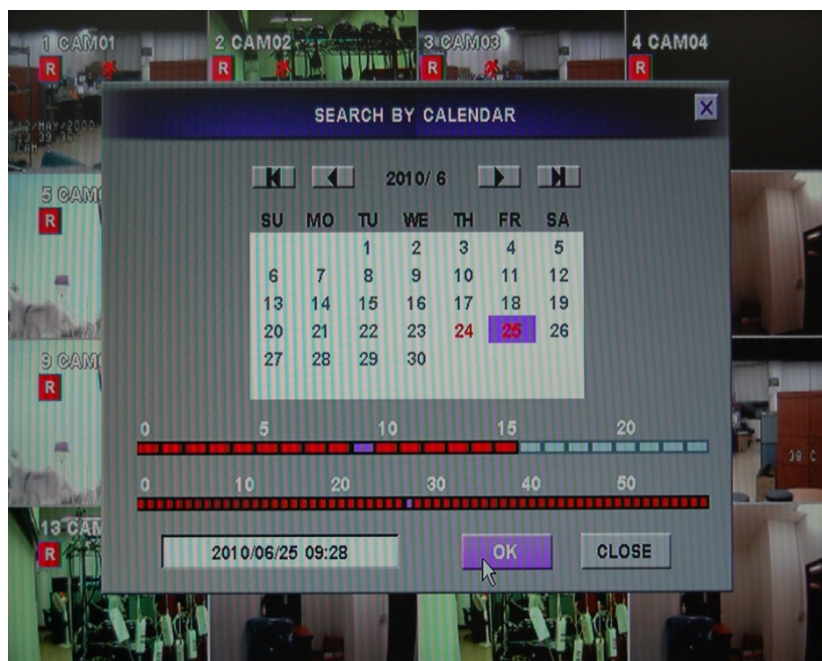 1 CAM01 2 CAM02 3 CAM03 4 CAM04
R R R R
SEARCH BY CALENDAR X
CAM
2010/ 6
5 CAM
R
SU MO TU WE TH FR SA
1 2 3 4 5
6 7 8 9 10 11 12
13 14 15 16 17 18 19
20 21 22 23 24 25 26
27 28 29 30
9 CAM
R
0 5 10 15 20
39 C
0 10 20 30 40 50
13 CAM
R
2010/06/25 09:28 OK CLOSE